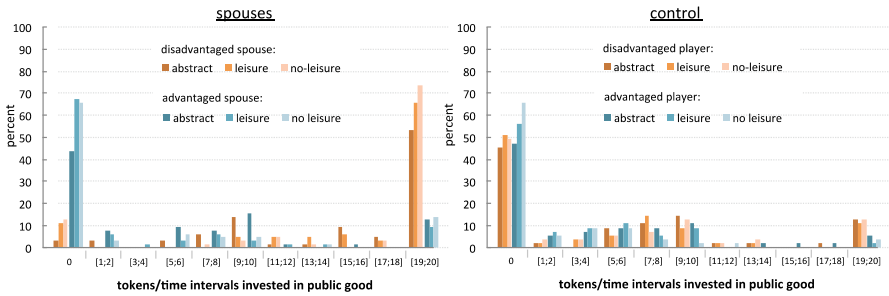 spouses
100
90
80
70
60
50
40
30
20
10
0
percent
disadvantaged spouse:
abstract leisure no-leisure
advantaged spouse:
abstract leisure no leisure
0 [1;2] [3;4] [5;6] [7;8] [9;10] [11;12] [13;14] [15;16] [17;18] [19;20]
tokens/time intervals invested in public good
control
100
90
80
70
60
50
40
30
20
10
0
percent
disadvantaged player:
abstract leisure no-leisure
advantaged player:
abstract leisure no leisure
0 [1;2] [3;4] [5;6] [7;8] [9;10] [11;12] [13;14] [15;16] [17;18] [19;20]
tokens/time intervals invested in public good